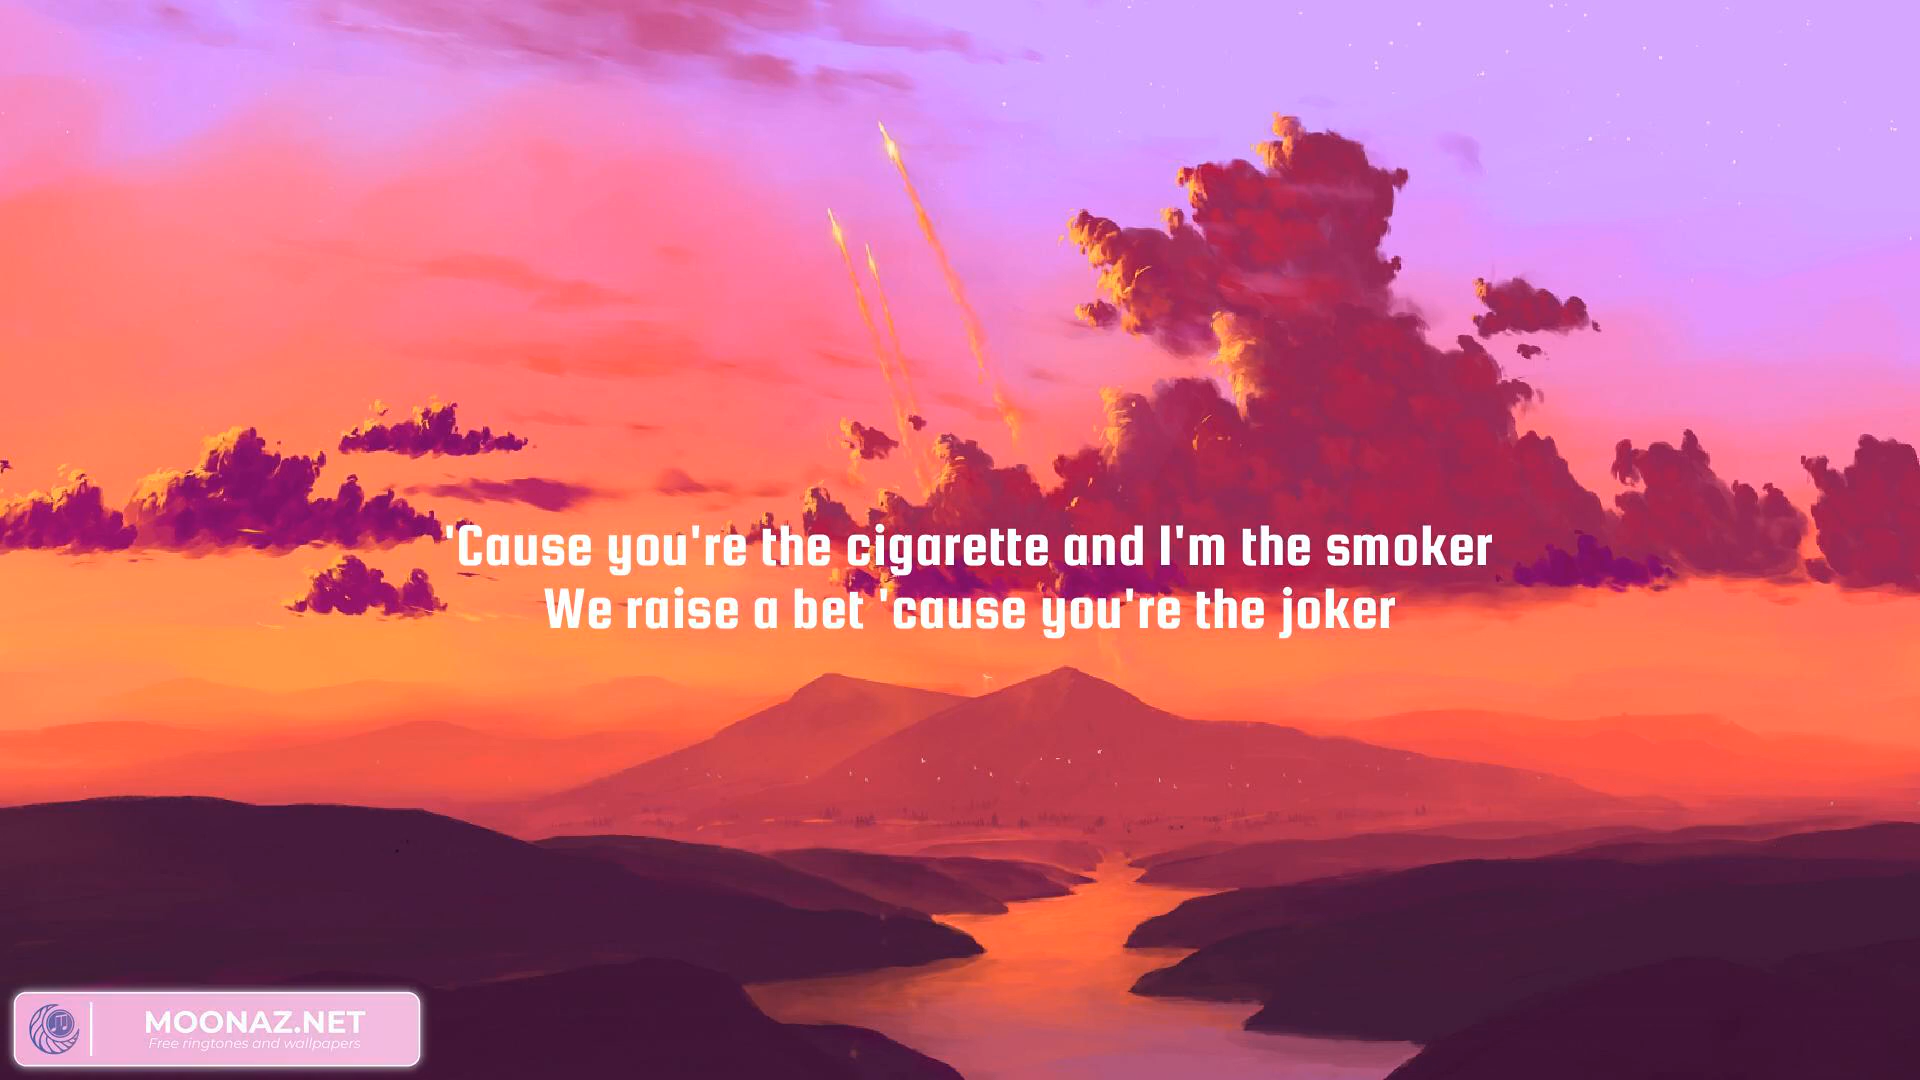 'Cause you're the cigarette and I'm the smoker
We raise a bet 'cause you're the joker
MOONAZ.NET
Free ringtones and wallpapers